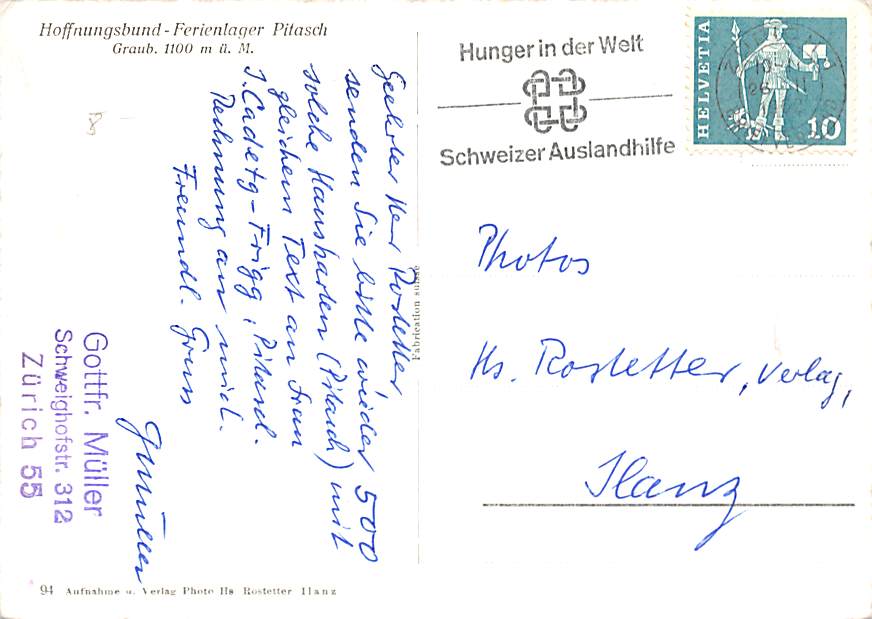 Hoffnungsbund - Ferienlager Pitasch
Graub. 1100 m ü. M.
Geehrter Herr Rostetter,
senden Sie bitte wieder 500
solche Hauskarten (Pitasch) mit
gleichem Text an Frau
J. Cadetg-Frigg, Pitasch.
Rechnung an mich.
Freundl. Gruss
GMüller
Gottfr. Müller
Schweighofstr. 312
Zürich 55
94 Aufnahme u. Verlag Photo Hs Rostetter Ilanz
Fabrication suisse
Hunger in der Welt
Schweizer Auslandhilfe
HELVETIA
10
Photos
Hs. Rostetter, Verlag,
Ilanz